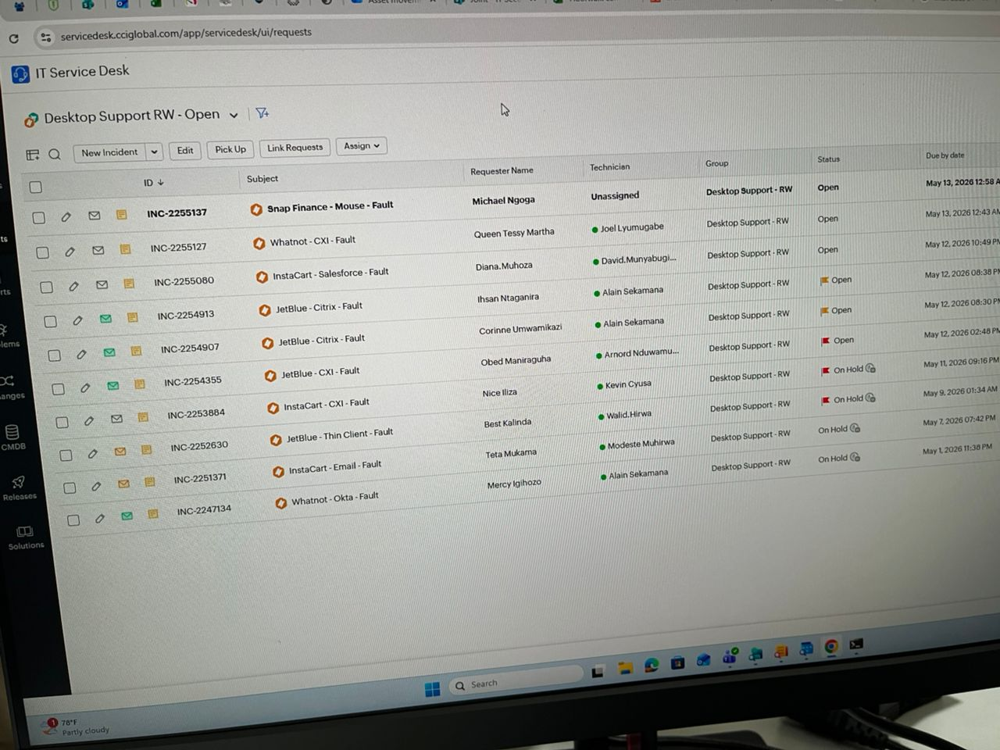 servicedesk.cciglobal.com/app/servicedesk/ui/requests
IT Service Desk
Desktop Support RW - Open
New Incident Edit Pick Up Link Requests Assign
ID Subject Requester Name Technician Group Status Due by date
INC-2255137 Snap Finance - Mouse - Fault Michael Ngoga Unassigned Desktop Support - RW Open May 13, 2026 12:58 A
INC-2255127 Whatnot - CXI - Fault Queen Tessy Martha Joel Lyumugabe Desktop Support - RW Open May 13, 2026 12:43 AM
INC-2255080 InstaCart - Salesforce - Fault Diana.Muhoza David.Munyabugi... Desktop Support - RW Open May 12, 2026 10:49 PM
INC-2254913 JetBlue - Citrix - Fault Ihsan Ntaganira Alain Sekamana Desktop Support - RW Open May 12, 2026 08:38 PM
INC-2254907 JetBlue - Citrix - Fault Corinne Umwamikazi Alain Sekamana Desktop Support - RW Open May 12, 2026 08:30 PM
INC-2254355 JetBlue - CXI - Fault Obed Maniraguha Arnord Nduwamu... Desktop Support - RW Open May 12, 2026 02:48 PM
INC-2253884 InstaCart - CXI - Fault Nice Iliza Kevin Cyusa Desktop Support - RW On Hold May 11, 2026 09:16 PM
INC-2252630 JetBlue - Thin Client - Fault Best Kalinda Walid.Hirwa Desktop Support - RW On Hold May 9, 2026 01:34 AM
INC-2251371 InstaCart - Email - Fault Teta Mukama Modeste Muhirwa Desktop Support - RW On Hold May 7, 2026 07:42 PM
INC-2247134 Whatnot - Okta - Fault Mercy Igihozo Alain Sekamana Desktop Support - RW On Hold May 1, 2026 11:38 PM
CMDB
Releases
Solutions
Search
1
78°F
Partly cloudy